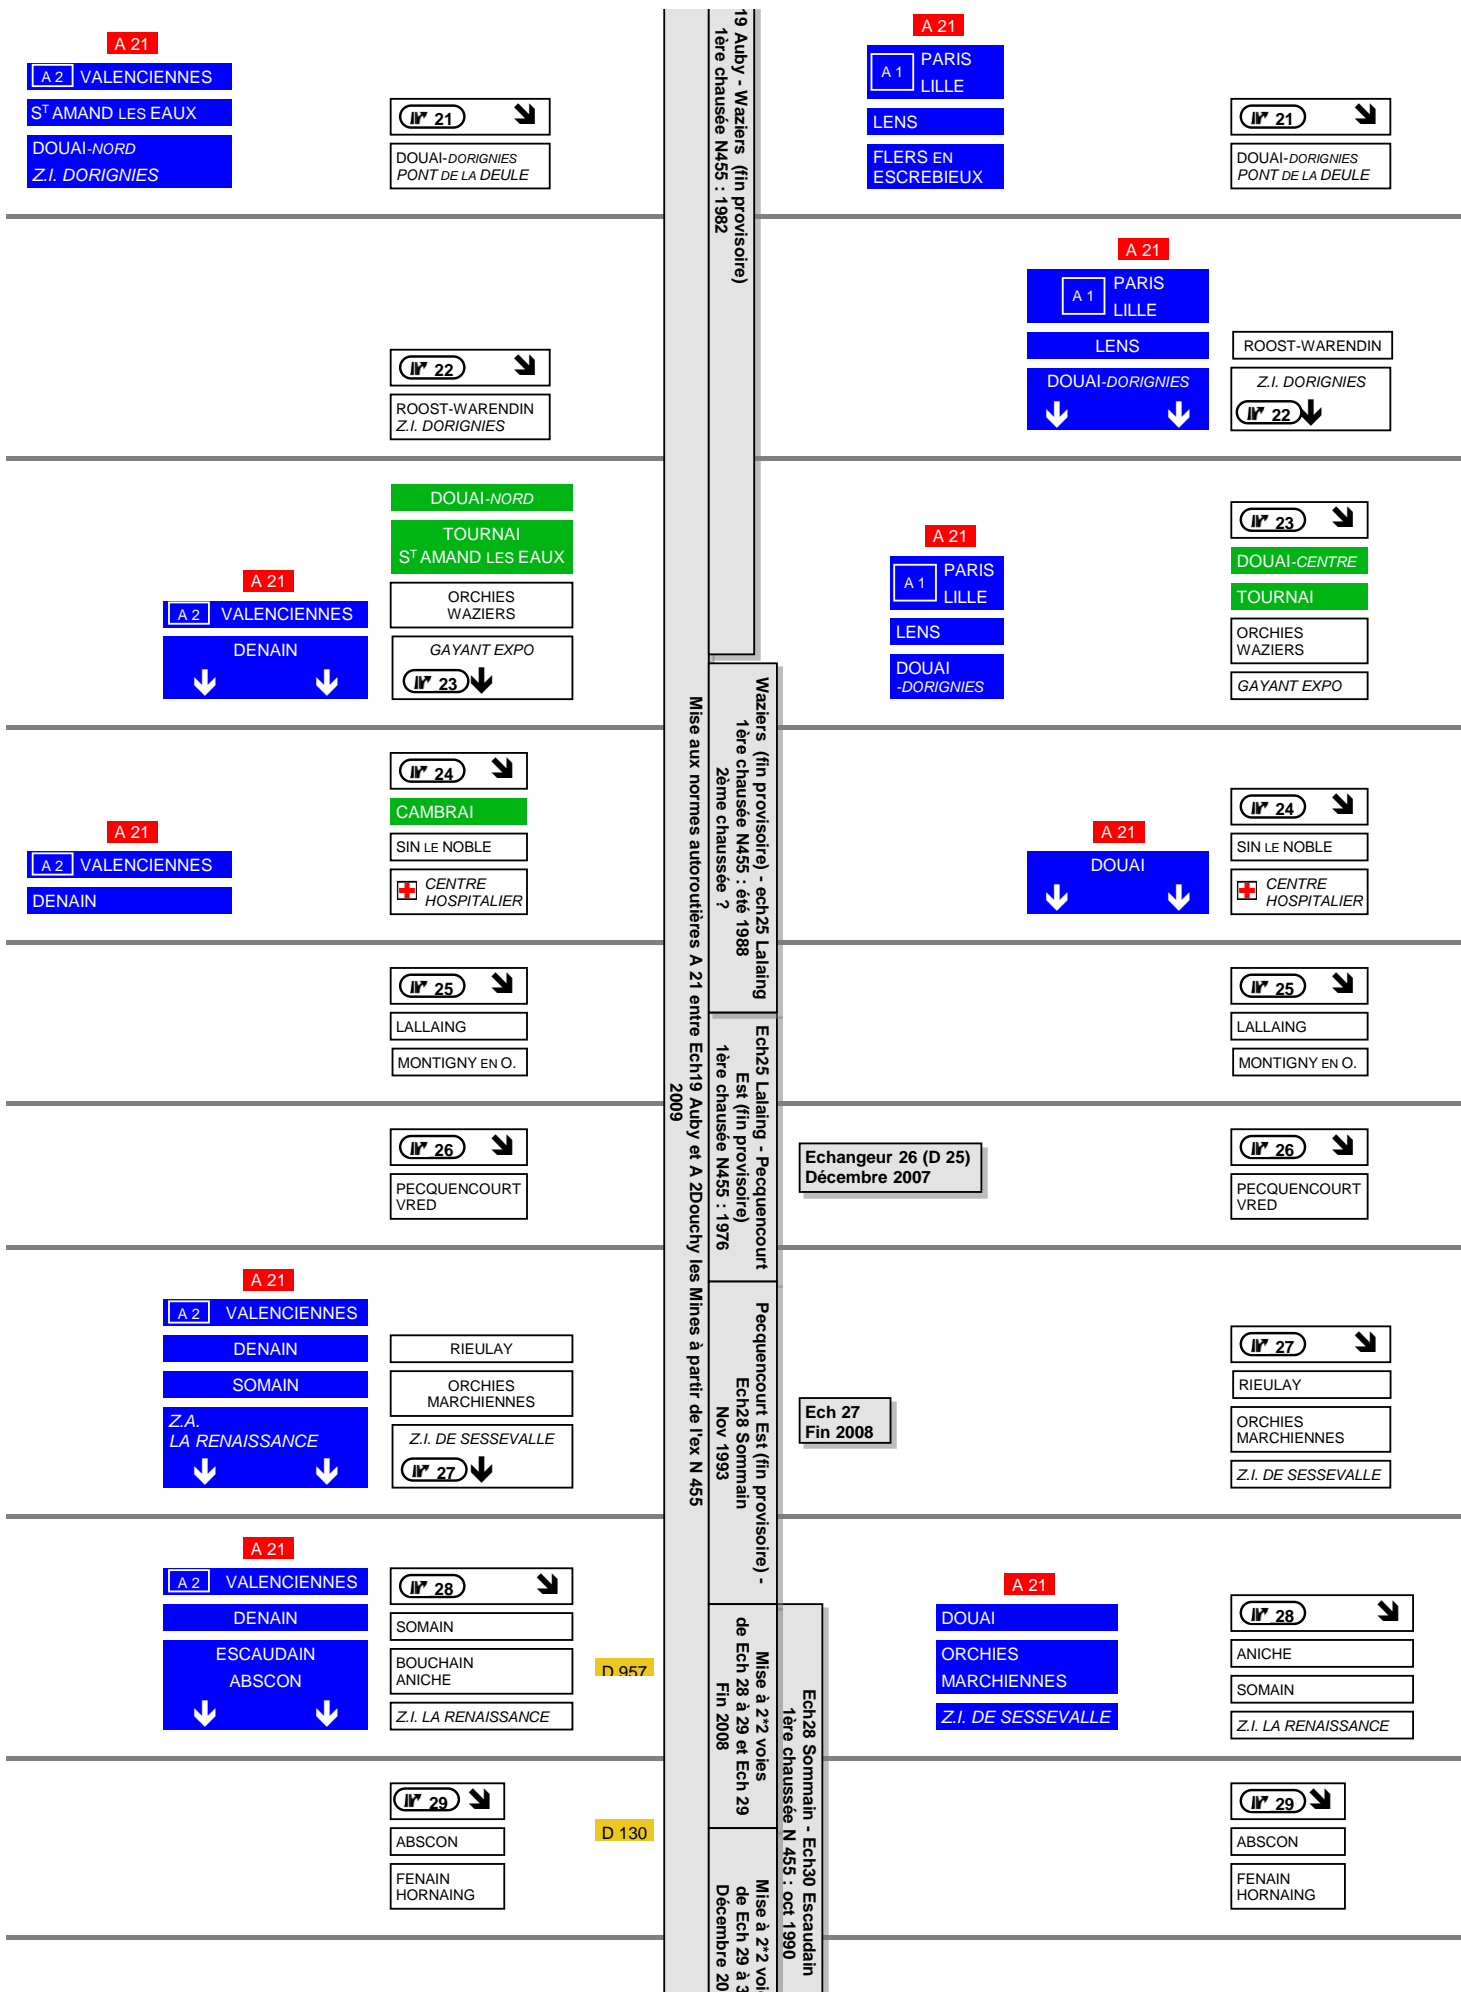 A 21
A 2 VALENCIENNES
Sᵀ AMAND LES EAUX
DOUAI-NORD
Z.I. DORIGNIES
21
DOUAI-DORIGNIES
PONT DE LA DEULE
A 21
A 1
PARIS
LILLE
LENS
FLERS EN
ESCREBIEUX
21
DOUAI-DORIGNIES
PONT DE LA DEULE
19 Auby - Waziers (fin provisoire)
1ère chausée N455 : 1982
22
ROOST-WARENDIN
Z.I. DORIGNIES
A 21
A 1
PARIS
LILLE
LENS
DOUAI-DORIGNIES
ROOST-WARENDIN
Z.I. DORIGNIES
22
DOUAI-NORD
TOURNAI
Sᵀ AMAND LES EAUX
ORCHIES
WAZIERS
GAYANT EXPO
23
A 21
A 2 VALENCIENNES
DENAIN
A 21
A 1
PARIS
LILLE
LENS
DOUAI
-DORIGNIES
23
DOUAI-CENTRE
TOURNAI
ORCHIES
WAZIERS
GAYANT EXPO
Waziers (fin provisoire) - ech25 Lalaing
1ère chausée N455 : été 1988
2ème chaussée ?
Mise aux normes autoroutières A 21 entre Ech19 Auby et A 2Douchy les Mines à partir de l'ex N 455
2009
A 21
A 2 VALENCIENNES
DENAIN
24
CAMBRAI
SIN LE NOBLE
CENTRE
HOSPITALIER
A 21
DOUAI
24
SIN LE NOBLE
CENTRE
HOSPITALIER
25
LALLAING
MONTIGNY EN O.
25
LALLAING
MONTIGNY EN O.
Ech25 Lalaing - Pecquencourt
Est (fin provisoire)
1ère chausée N455 : 1976
26
PECQUENCOURT
VRED
Echangeur 26 (D 25)
Décembre 2007
26
PECQUENCOURT
VRED
A 21
A 2 VALENCIENNES
DENAIN
SOMAIN
Z.A.
LA RENAISSANCE
RIEULAY
ORCHIES
MARCHIENNES
Z.I. DE SESSEVALLE
27
Pecquencourt Est (fin provisoire) -
Ech28 Sommain
Nov 1993
Ech 27
Fin 2008
27
RIEULAY
ORCHIES
MARCHIENNES
Z.I. DE SESSEVALLE
A 21
A 2 VALENCIENNES
DENAIN
ESCAUDAIN
ABSCON
28
SOMAIN
BOUCHAIN
ANICHE
Z.I. LA RENAISSANCE
D 957
Mise à 2*2 voies
de Ech 28 à 29 et Ech 29
Fin 2008
Ech28 Sommain - Ech30 Escaudain
1ère chaussée N 455 : oct 1990
A 21
DOUAI
ORCHIES
MARCHIENNES
Z.I. DE SESSEVALLE
28
ANICHE
SOMAIN
Z.I. LA RENAISSANCE
29
ABSCON
FENAIN
HORNAING
D 130
Mise à 2*2 voi
de Ech 29 à 3
Décembre 20
29
ABSCON
FENAIN
HORNAING